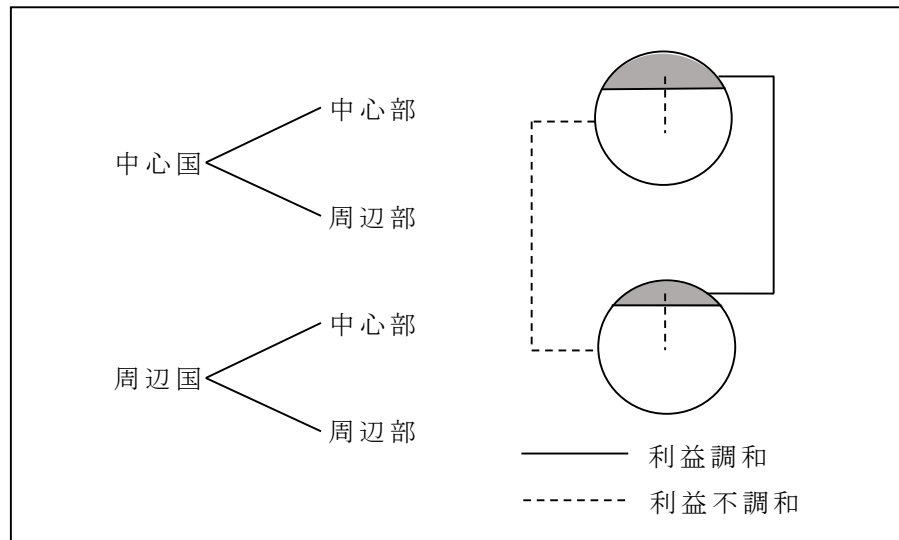 中心国
中心部
周辺部
周辺国
中心部
周辺部
利益調和
利益不調和